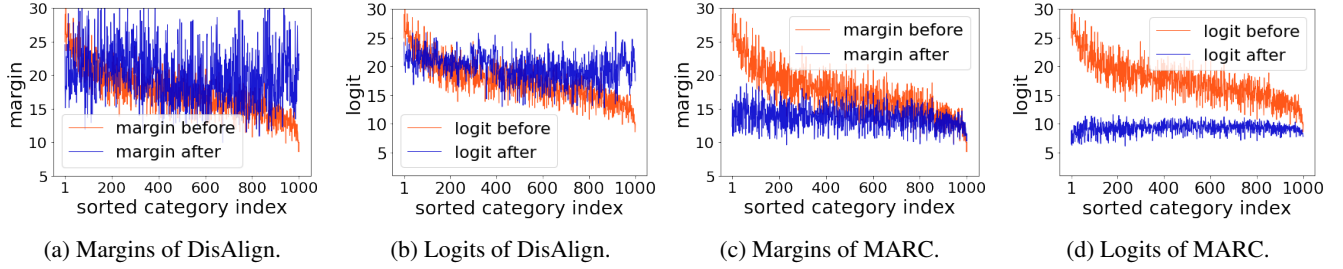 30
25
20
15
10
5
margin
margin before
margin after
1 200 400 600 800 1000
sorted category index
(a) Margins of DisAlign.
30
25
20
15
10
5
logit
logit before
logit after
1 200 400 600 800 1000
sorted category index
(b) Logits of DisAlign.
30
25
20
15
10
5
margin
margin before
margin after
1 200 400 600 800 1000
sorted category index
(c) Margins of MARC.
30
25
20
15
10
5
logit
logit before
logit after
1 200 400 600 800 1000
sorted category index
(d) Logits of MARC.